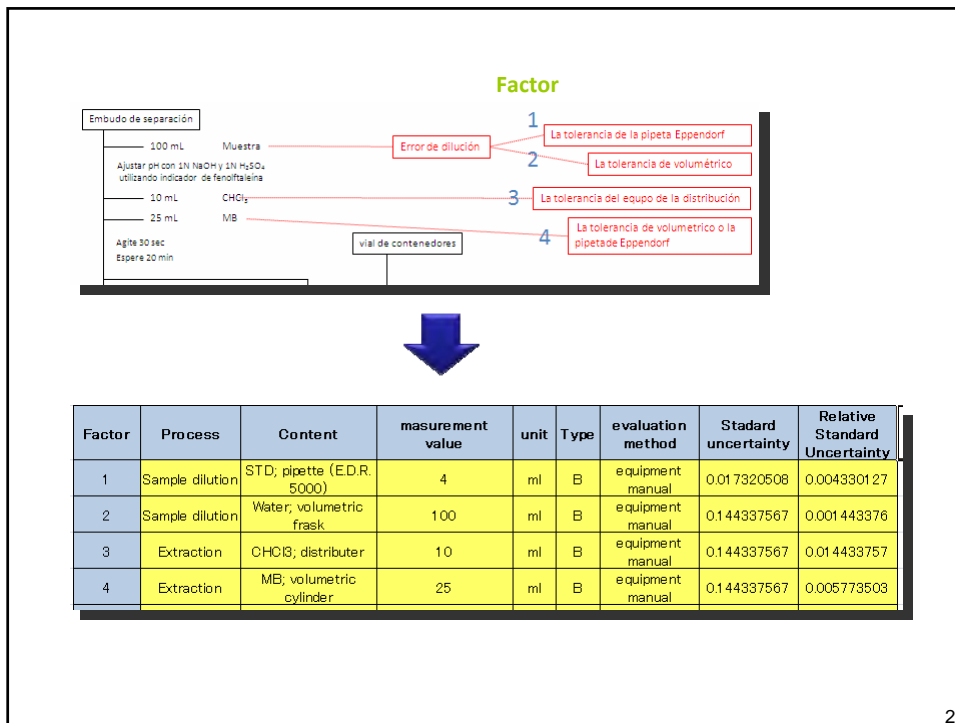 Factor
Embudo de separación
100 mL Muestra
Ajustar pH con 1N NaOH y 1N H₂SO₄
utilizando indicador de fenolftaleína
10 mL CHCl₃
25 mL MB
Agite 30 sec
Espere 20 min
vial de contenedores
Error de dilución
1
La tolerancia de la pipeta Eppendorf
2
La tolerancia de volumétrico
3
La tolerancia del equpo de la distribución
4
La tolerancia de volumetrico o la
pipetade Eppendorf
Factor Process Content masurement value unit Type evaluation method Stadard uncertainty Relative Standard Uncertainty
1 Sample dilution STD; pipette (E.D.R. 5000) 4 ml B equipment manual 0.017320508 0.004330127
2 Sample dilution Water; volumetric frask 100 ml B equipment manual 0.144337567 0.001443376
3 Extraction CHCl3; distributer 10 ml B equipment manual 0.144337567 0.014433757
4 Extraction MB; volumetric cylinder 25 ml B equipment manual 0.144337567 0.005773503
2